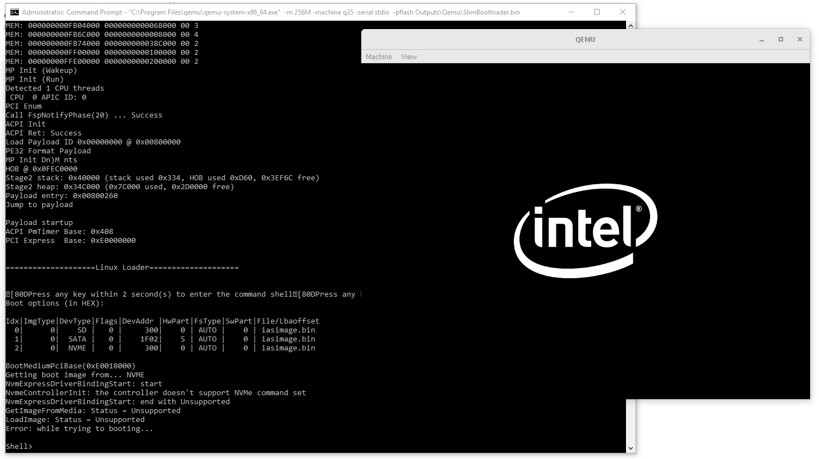 Administrator: Command Prompt - "C:\Program Files\qemu\qemu-system-x86_64.exe" -m 256M -machine q35 -serial stdio -pflash Outputs\Qemu\SlimBootloader.bin
MEM: 000000000FB04000 0000000000068000 00 3
MEM: 000000000FB6C000 0000000000008000 00 4
MEM: 000000000FB74000 000000000038C000 00 2
MEM: 000000000FF00000 0000000000100000 00 2
MEM: 00000000FFE00000 0000000000200000 00 2
MP Init (Wakeup)
MP Init (Run)
Detected 1 CPU threads
CPU 0 APIC ID: 0
PCI Enum
Call FspNotifyPhase(20) ... Success
ACPI Init
ACPI Ret: Success
Load Payload ID 0x00000000 @ 0x00800000
PE32 Format Payload
MP Init Dn)M nts
HOB @ 0x0FEC0000
Stage2 stack: 0x40000 (stack used 0x334, HOB used 0xD60, 0x3EF6C free)
Stage2 heap: 0x34C000 (0x7C000 used, 0x2D0000 free)
Payload entry: 0x00800260
Jump to payload
Payload startup
ACPI PmTimer Base: 0x408
PCI Express Base: 0xE0000000
====================Linux Loader====================
[80DPress any key within 2 second(s) to enter the command shell[80DPress any
Boot options (in HEX):
Idx|ImgType|DevType|Flags|DevAddr |HwPart|FsType|SwPart|File/Lbaoffset
0| 0| SD | 0 | 300| 0 | AUTO | 0 | iasimage.bin
1| 0| SATA | 0 | 1F02| 5 | AUTO | 0 | iasimage.bin
2| 0| NVME | 0 | 300| 0 | AUTO | 0 | iasimage.bin
BootMediumPciBase(0xE0018000)
Getting boot image from... NVME
NvmExpressDriverBindingStart: start
NvmeControllerInit: the controller doesn't support NVMe command set
NvmExpressDriverBindingStart: end with Unsupported
GetImageFromMedia: Status = Unsupported
LoadImage: Status = Unsupported
Error: while trying to booting...
Shell>
QEMU
Machine View
intel®